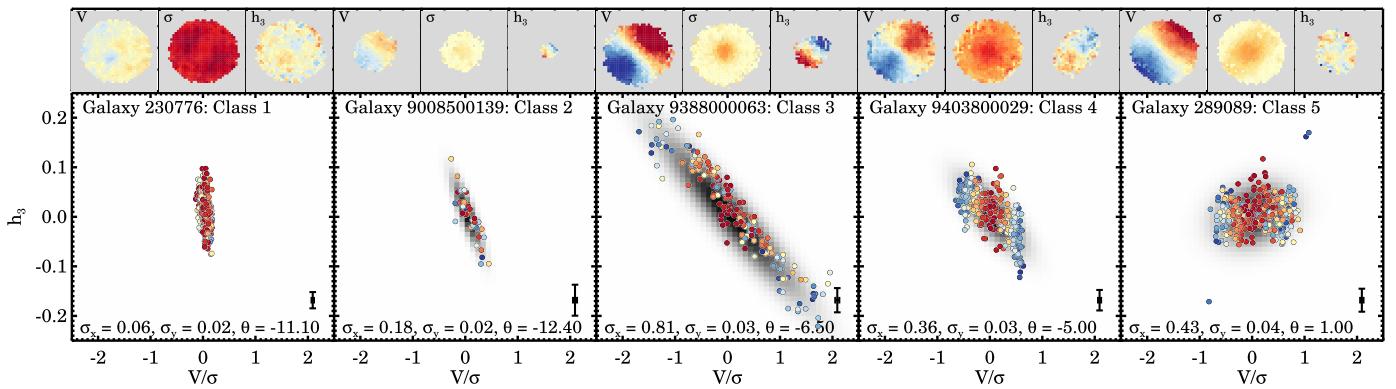 V σ h₃ V σ h₃ V σ h₃ V σ h₃ V σ h₃
Galaxy 230776: Class 1 Galaxy 9008500139: Class 2 Galaxy 9388000063: Class 3 Galaxy 9403800029: Class 4 Galaxy 289089: Class 5
0.2
0.1
0.0
-0.1
-0.2
h₃
σₓ = 0.06, σᵧ = 0.02, θ = -11.10 σₓ = 0.18, σᵧ = 0.02, θ = -12.40 σₓ = 0.81, σᵧ = 0.03, θ = -6.50 σₓ = 0.36, σᵧ = 0.03, θ = -5.00 σₓ = 0.43, σᵧ = 0.04, θ = 1.00
-2 -1 0 1 2 -2 -1 0 1 2 -2 -1 0 1 2 -2 -1 0 1 2 -2 -1 0 1 2
V/σ V/σ V/σ V/σ V/σ